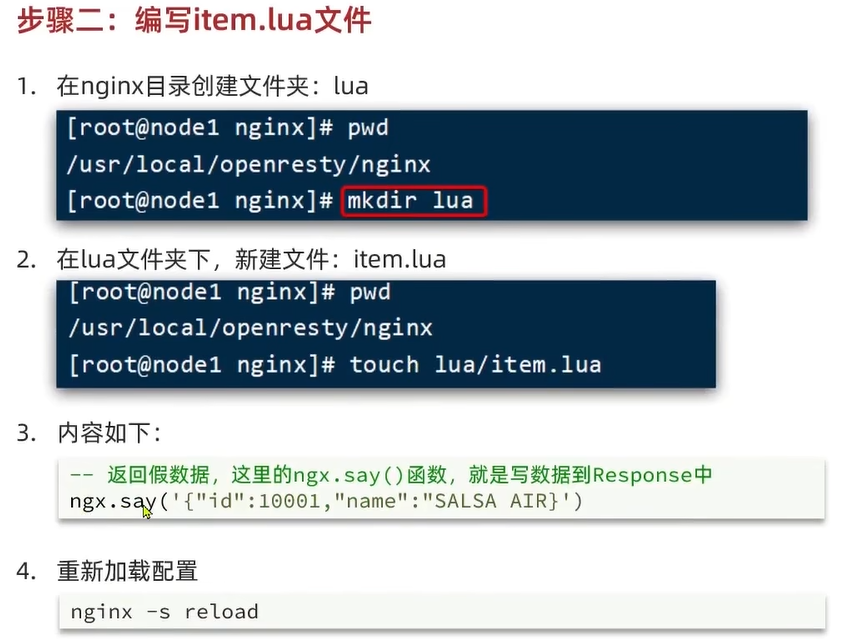 步骤二：编写item.lua文件
1. 在nginx目录创建文件夹：lua
[root@node1 nginx]# pwd
/usr/local/openresty/nginx
[root@node1 nginx]# mkdir lua
2. 在lua文件夹下，新建文件：item.lua
[root@node1 nginx]# pwd
/usr/local/openresty/nginx
[root@node1 nginx]# touch lua/item.lua
3. 内容如下：
-- 返回假数据，这里的ngx.say()函数，就是写数据到Response中
ngx.say('{"id":10001,"name":"SALSA AIR}')
4. 重新加载配置
nginx -s reload